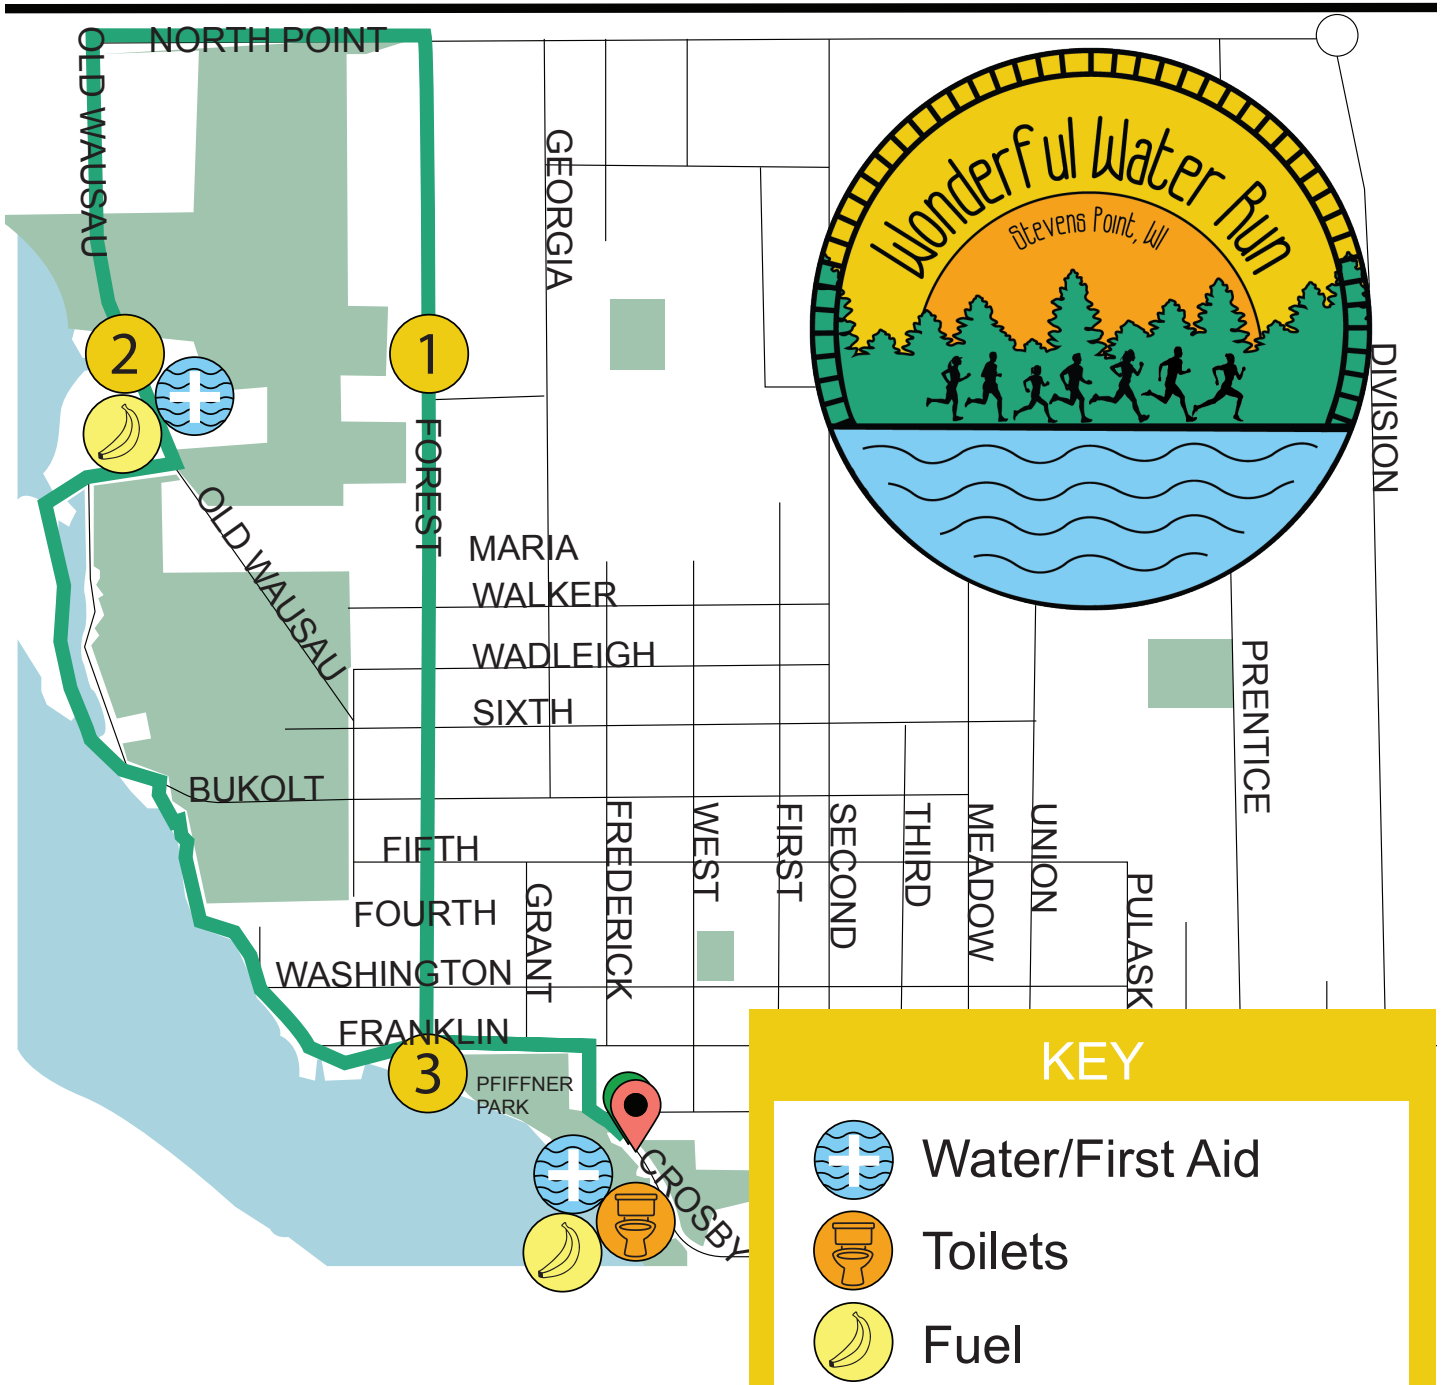 NORTH POINT
OLD WAUSAU
GEORGIA
Wonderful Water Run
Stevens Point, WI
DIVISION
2
1
FOREST
OLD WAUSAU
MARIA
WALKER
WADLEIGH
SIXTH
PRENTICE
BUKOLT
FIFTH
FREDERICK
WEST
FIRST
SECOND
THIRD
MEADOW
UNION
FOURTH
GRANT
PULASK
WASHINGTON
FRANKLIN
3
PFIFFNER
PARK
CROSBY
KEY
Water/First Aid
Toilets
Fuel